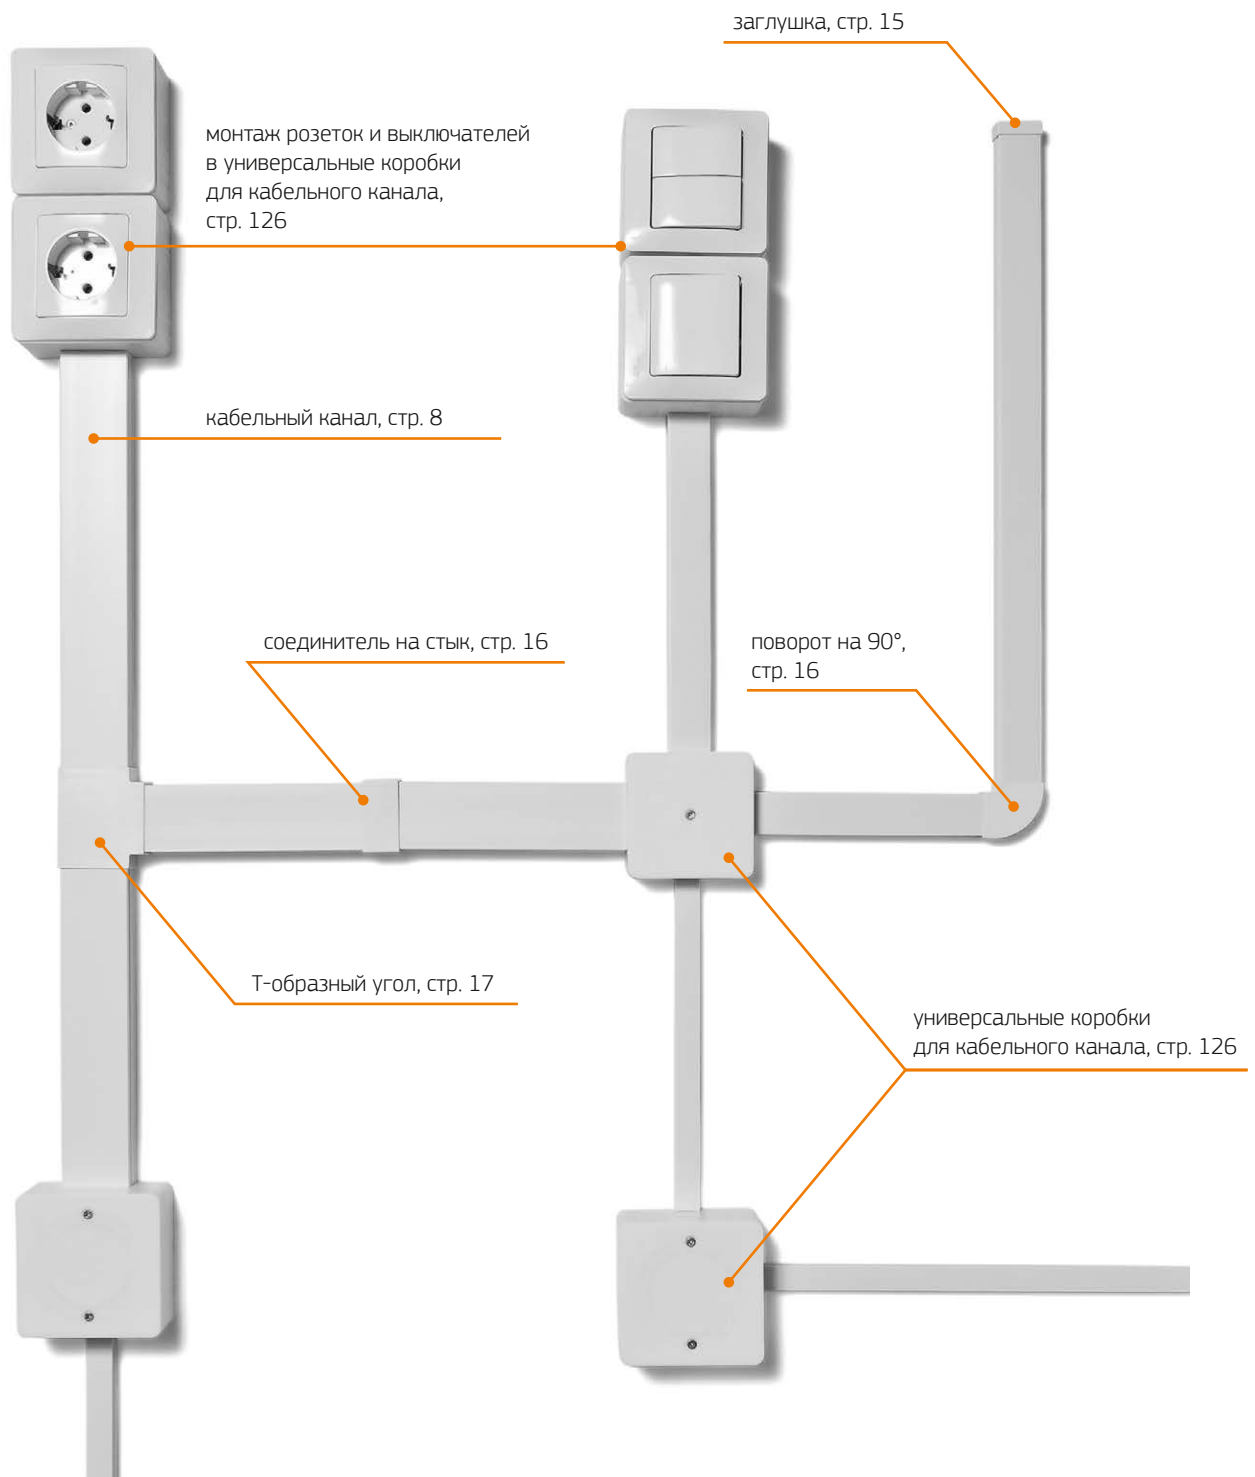 заглушка, стр. 15
монтаж розеток и выключателей
в универсальные коробки
для кабельного канала,
стр. 126
кабельный канал, стр. 8
соединитель на стык, стр. 16
поворот на 90°,
стр. 16
Т-образный угол, стр. 17
универсальные коробки
для кабельного канала, стр. 126